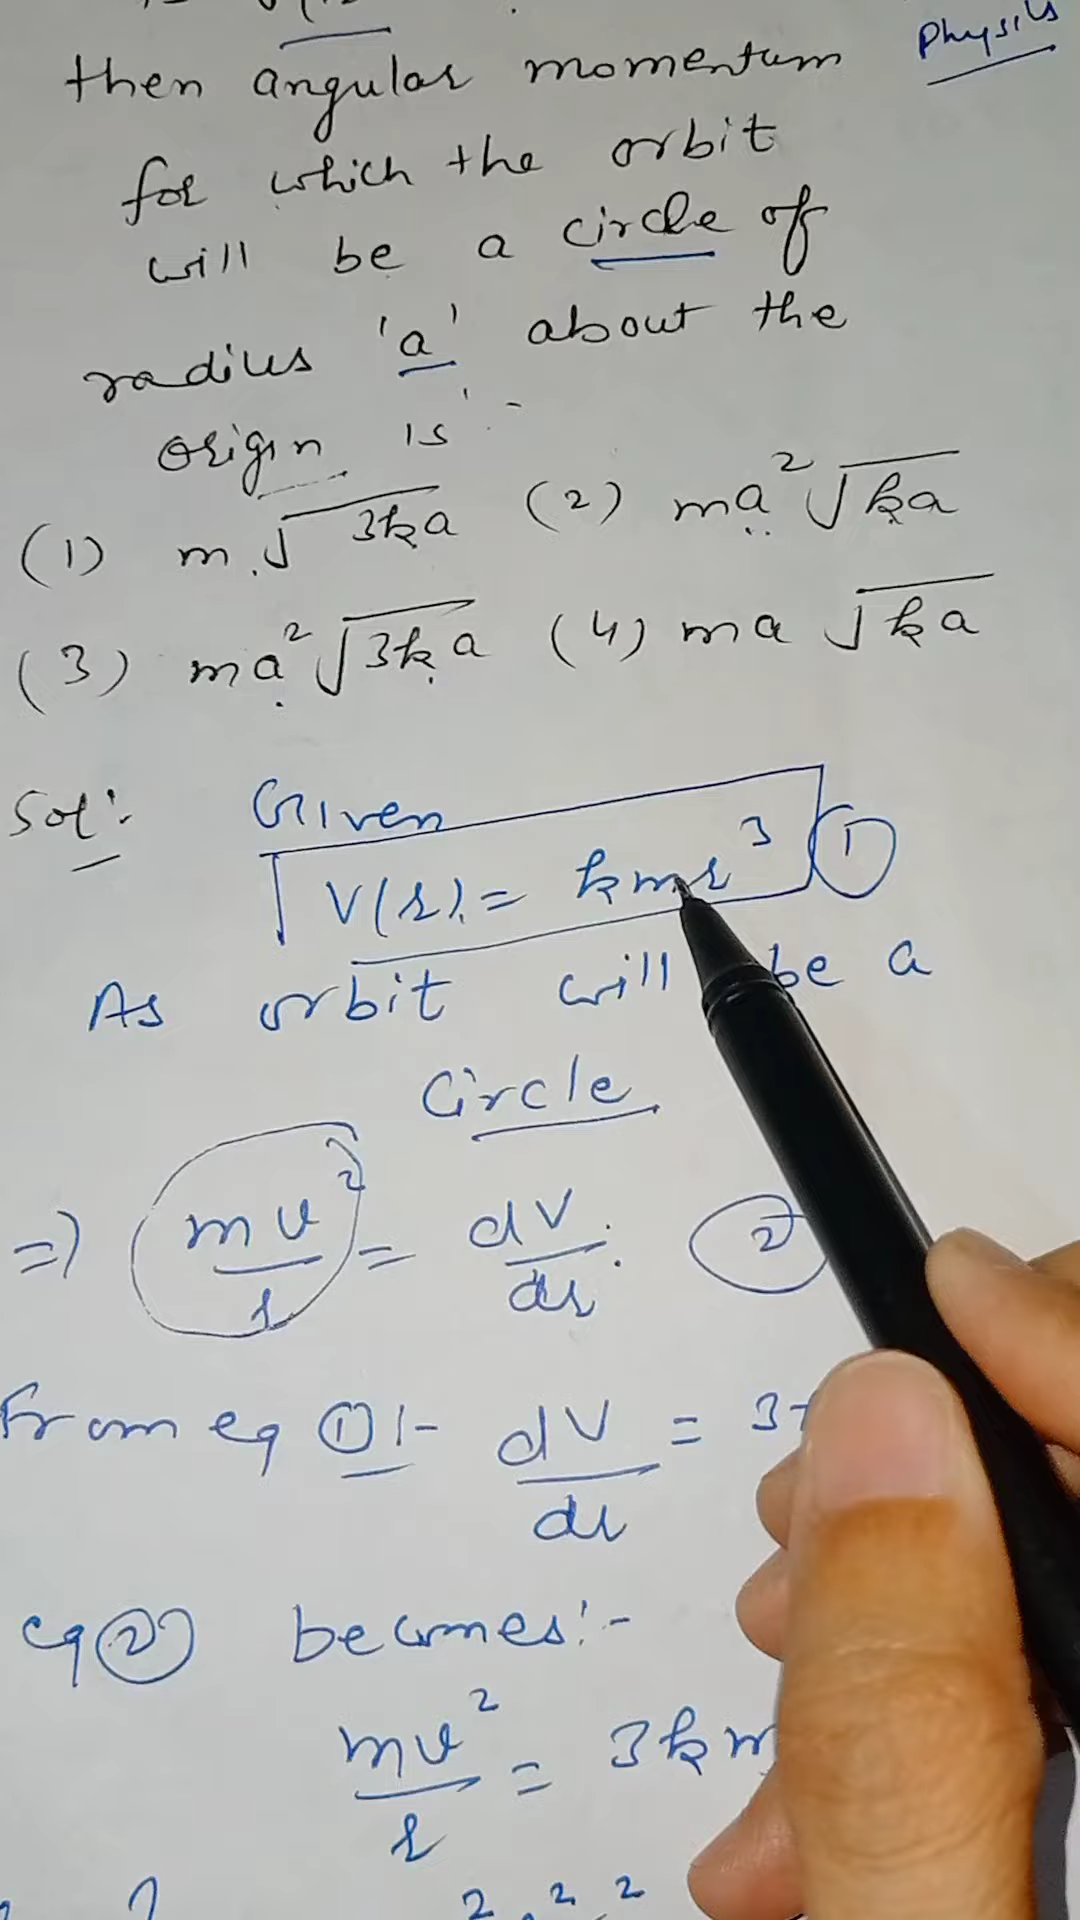 Physics
then angular momentum
for which the orbit
will be a circle of
radius 'a' about the
origin is :-
(1) m √3ka (2) ma² √ka
(3) ma² √3ka (4) ma √ka
Sol:- Given
V(r) = kmr³ ①
As orbit will be a
Circle
=) mv²/r = dV/dr. ②
From eq ① :- dV/dr = 3
eq ② becomes :-
mv²/r = 3km